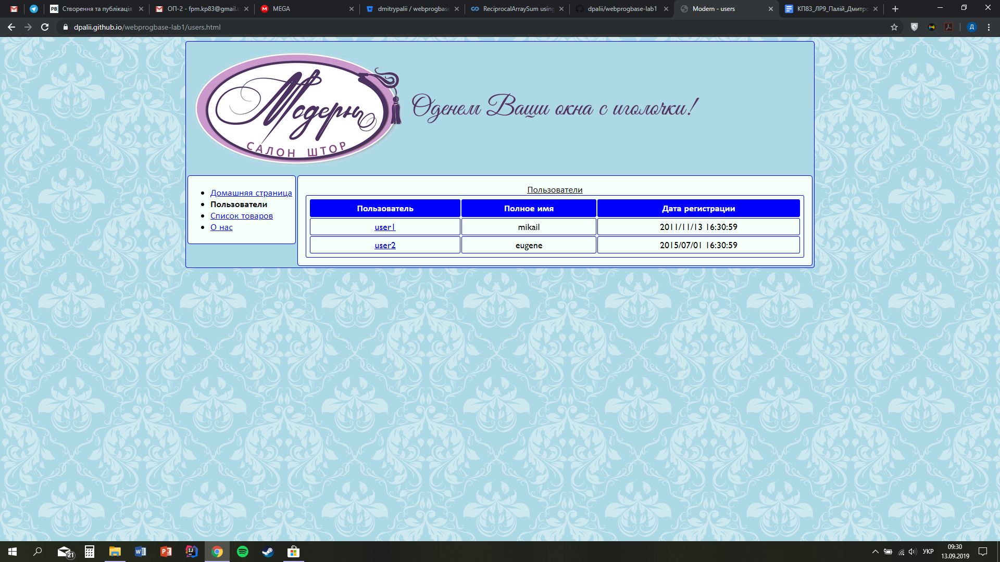 Створення та публікація
ОП-2 - fpm.kp83@gmail.c
MEGA
dmitrypalii / webprogbase
ReciprocalArraySum using
dpalii/webprogbase-lab1
Modern - users
КП83_ЛР9_Палій_Дмитро
dpalii.github.io/webprogbase-lab1/users.html
Д
Модернъ
САЛОН ШТОР
Оденем Ваши окна с иголочки!
Домашняя страница
Пользователи
Список товаров
О нас
Пользователи
Пользователь Полное имя Дата регистрации
user1 mikail 2011/11/13 16:30:59
user2 eugene 2015/07/01 16:30:59
21
УКР
09:30
13.09.2019